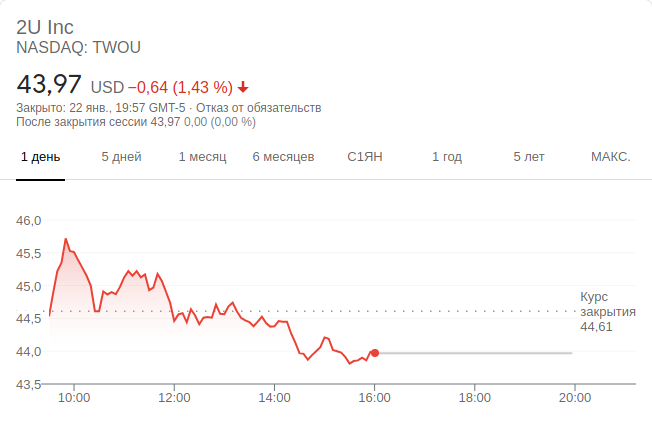 2U Inc
NASDAQ: TWOU
43,97 USD −0,64 (1,43 %)
Закрыто: 22 янв., 19:57 GMT-5 · Отказ от обязательств
После закрытия сессии 43,97 0,00 (0,00 %)
1 день 5 дней 1 месяц 6 месяцев С1ЯН 1 год 5 лет МАКС.
46,0
45,5
45,0
Курс
закрытия
44,61
44,5
44,0
43,5
10:00 12:00 14:00 16:00 18:00 20:00